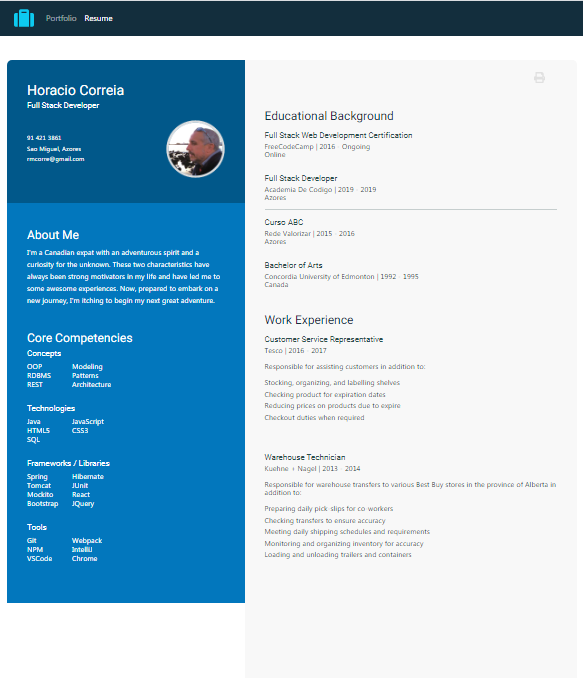 Portfolio Resume
Horacio Correia
Full Stack Developer
91 421 3861
Sao Miguel, Azores
rmcorre@gmail.com
About Me
I'm a Canadian expat with an adventurous spirit and a
curiosity for the unknown. These two characteristics have
always been strong motivators in my life and have led me to
some awesome experiences. Now, prepared to embark on a
new journey, I'm itching to begin my next great adventure.
Core Competencies
Concepts
OOP Modeling
RDBMS Patterns
REST Architecture
Technologies
Java JavaScript
HTML5 CSS3
SQL
Frameworks / Libraries
Spring Hibernate
Tomcat JUnit
Mockito React
Bootstrap JQuery
Tools
Git Webpack
NPM IntelliJ
VSCode Chrome
Educational Background
Full Stack Web Development Certification
FreeCodeCamp | 2016 - Ongoing
Online
Full Stack Developer
Academia De Codigo | 2019 - 2019
Azores
Curso ABC
Rede Valorizar | 2015 - 2016
Azores
Bachelor of Arts
Concordia University of Edmonton | 1992 - 1995
Canada
Work Experience
Customer Service Representative
Tesco | 2016 - 2017
Responsible for assisting customers in addition to:
Stocking, organizing, and labelling shelves
Checking product for expiration dates
Reducing prices on products due to expire
Checkout duties when required
Warehouse Technician
Kuehne + Nagel | 2013 - 2014
Responsible for warehouse transfers to various Best Buy stores in the province of Alberta in
addition to:
Preparing daily pick-slips for co-workers
Checking transfers to ensure accuracy
Meeting daily shipping schedules and requirements
Monitoring and organizing inventory for accuracy
Loading and unloading trailers and containers